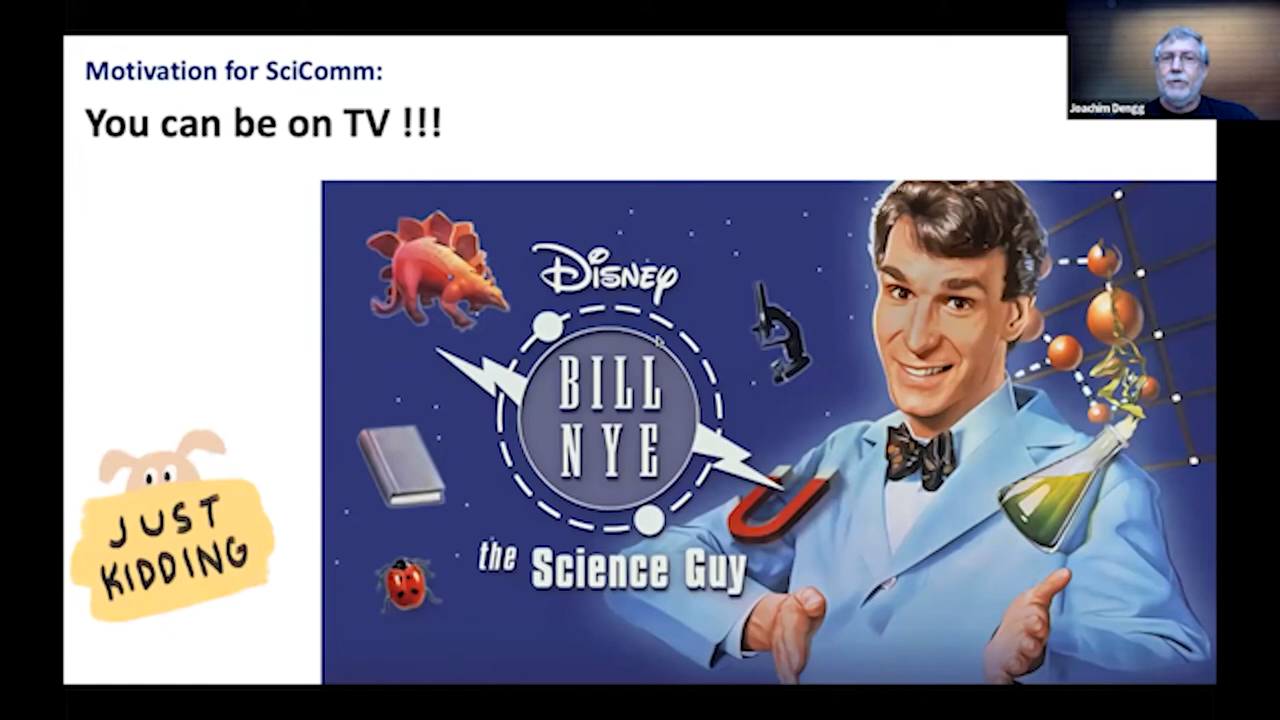 Motivation for SciComm:
You can be on TV !!!
Joachim Dengg
DISNEY
BILL
NYE
the Science Guy
JUST
KIDDING